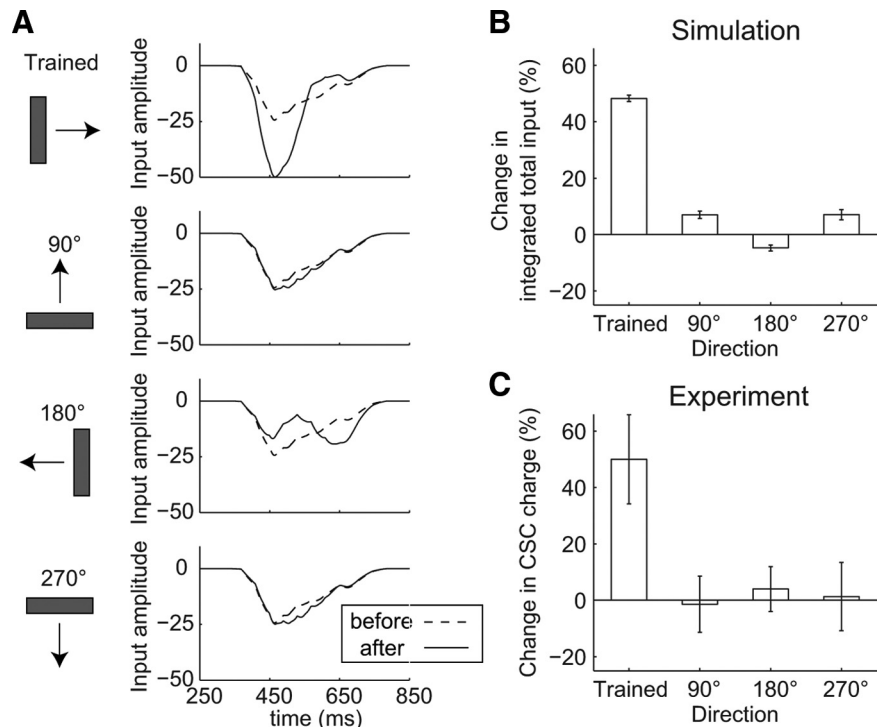 A
Trained
90°
180°
270°
Input amplitude
0
−25
−50
Input amplitude
0
−25
−50
Input amplitude
0
−25
−50
Input amplitude
0
−25
−50
before
after
250 450 650 850
time (ms)
B
Simulation
Change in
integrated total input (%)
60
40
20
0
−20
Trained 90° 180° 270°
Direction
C
Experiment
Change in CSC charge (%)
60
40
20
0
−20
Trained 90° 180° 270°
Direction